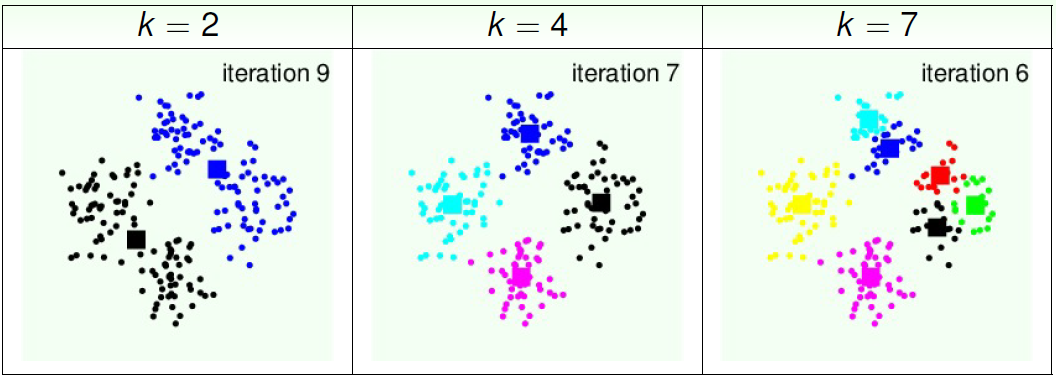 k = 2
k = 4
k = 7
iteration 9
iteration 7
iteration 6